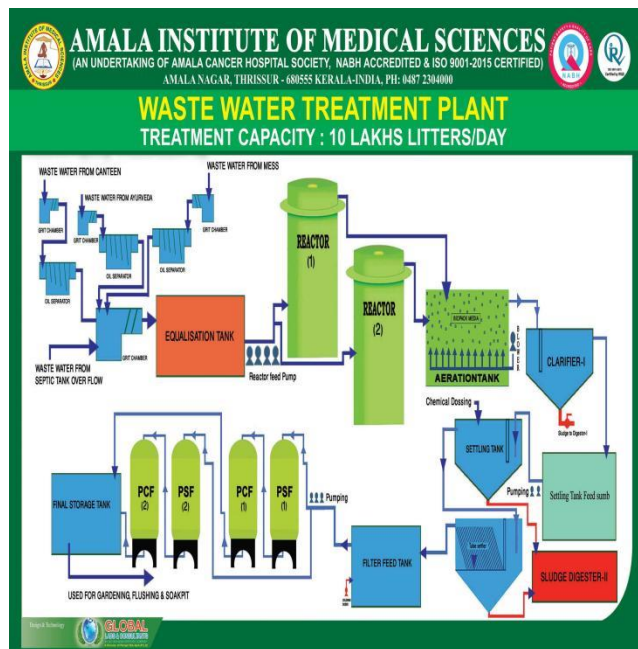 AMALA INSTITUTE OF MEDICAL SCIENCES
(AN UNDERTAKING OF AMALA CANCER HOSPITAL SOCIETY, NABH ACCREDITED & ISO 9001-2015 CERTIFIED)
AMALA NAGAR, THRISSUR - 680555 KERALA-INDIA, PH: 0487 2304000
NABH
WASTE WATER TREATMENT PLANT
TREATMENT CAPACITY : 10 LAKHS LITTERS/DAY
WASTE WATER FROM CANTEEN
WASTE WATER FROM MESS
WASTE WATER FROM AYURVEDA
GRIT CHAMBER
GRIT CHAMBER
GRIT CHAMBER
OIL SEPARATOR
OIL SEPARATOR
OIL SEPARATOR
GRIT CHAMBER
WASTE WATER FROM
SEPTIC TANK OVER FLOW
EQUALISATION TANK
Reactor feed Pump
REACTOR
(1)
REACTOR
(2)
BIOPACK MEDIA
BLOWER
AERATIONTANK
CLARIFIER-I
Sludge to Digester-I
Chemical Dossing
SETTLING TANK
Pumping
Settling Tank Feed sumb
SLUDGE DIGESTER-II
FILTER FEED TANK
Pumping
PSF
(1)
PCF
(1)
PSF
(2)
PCF
(2)
FINAL STORAGE TANK
USED FOR GARDENING, FLUSHING & SOAKPIT
GLOBAL